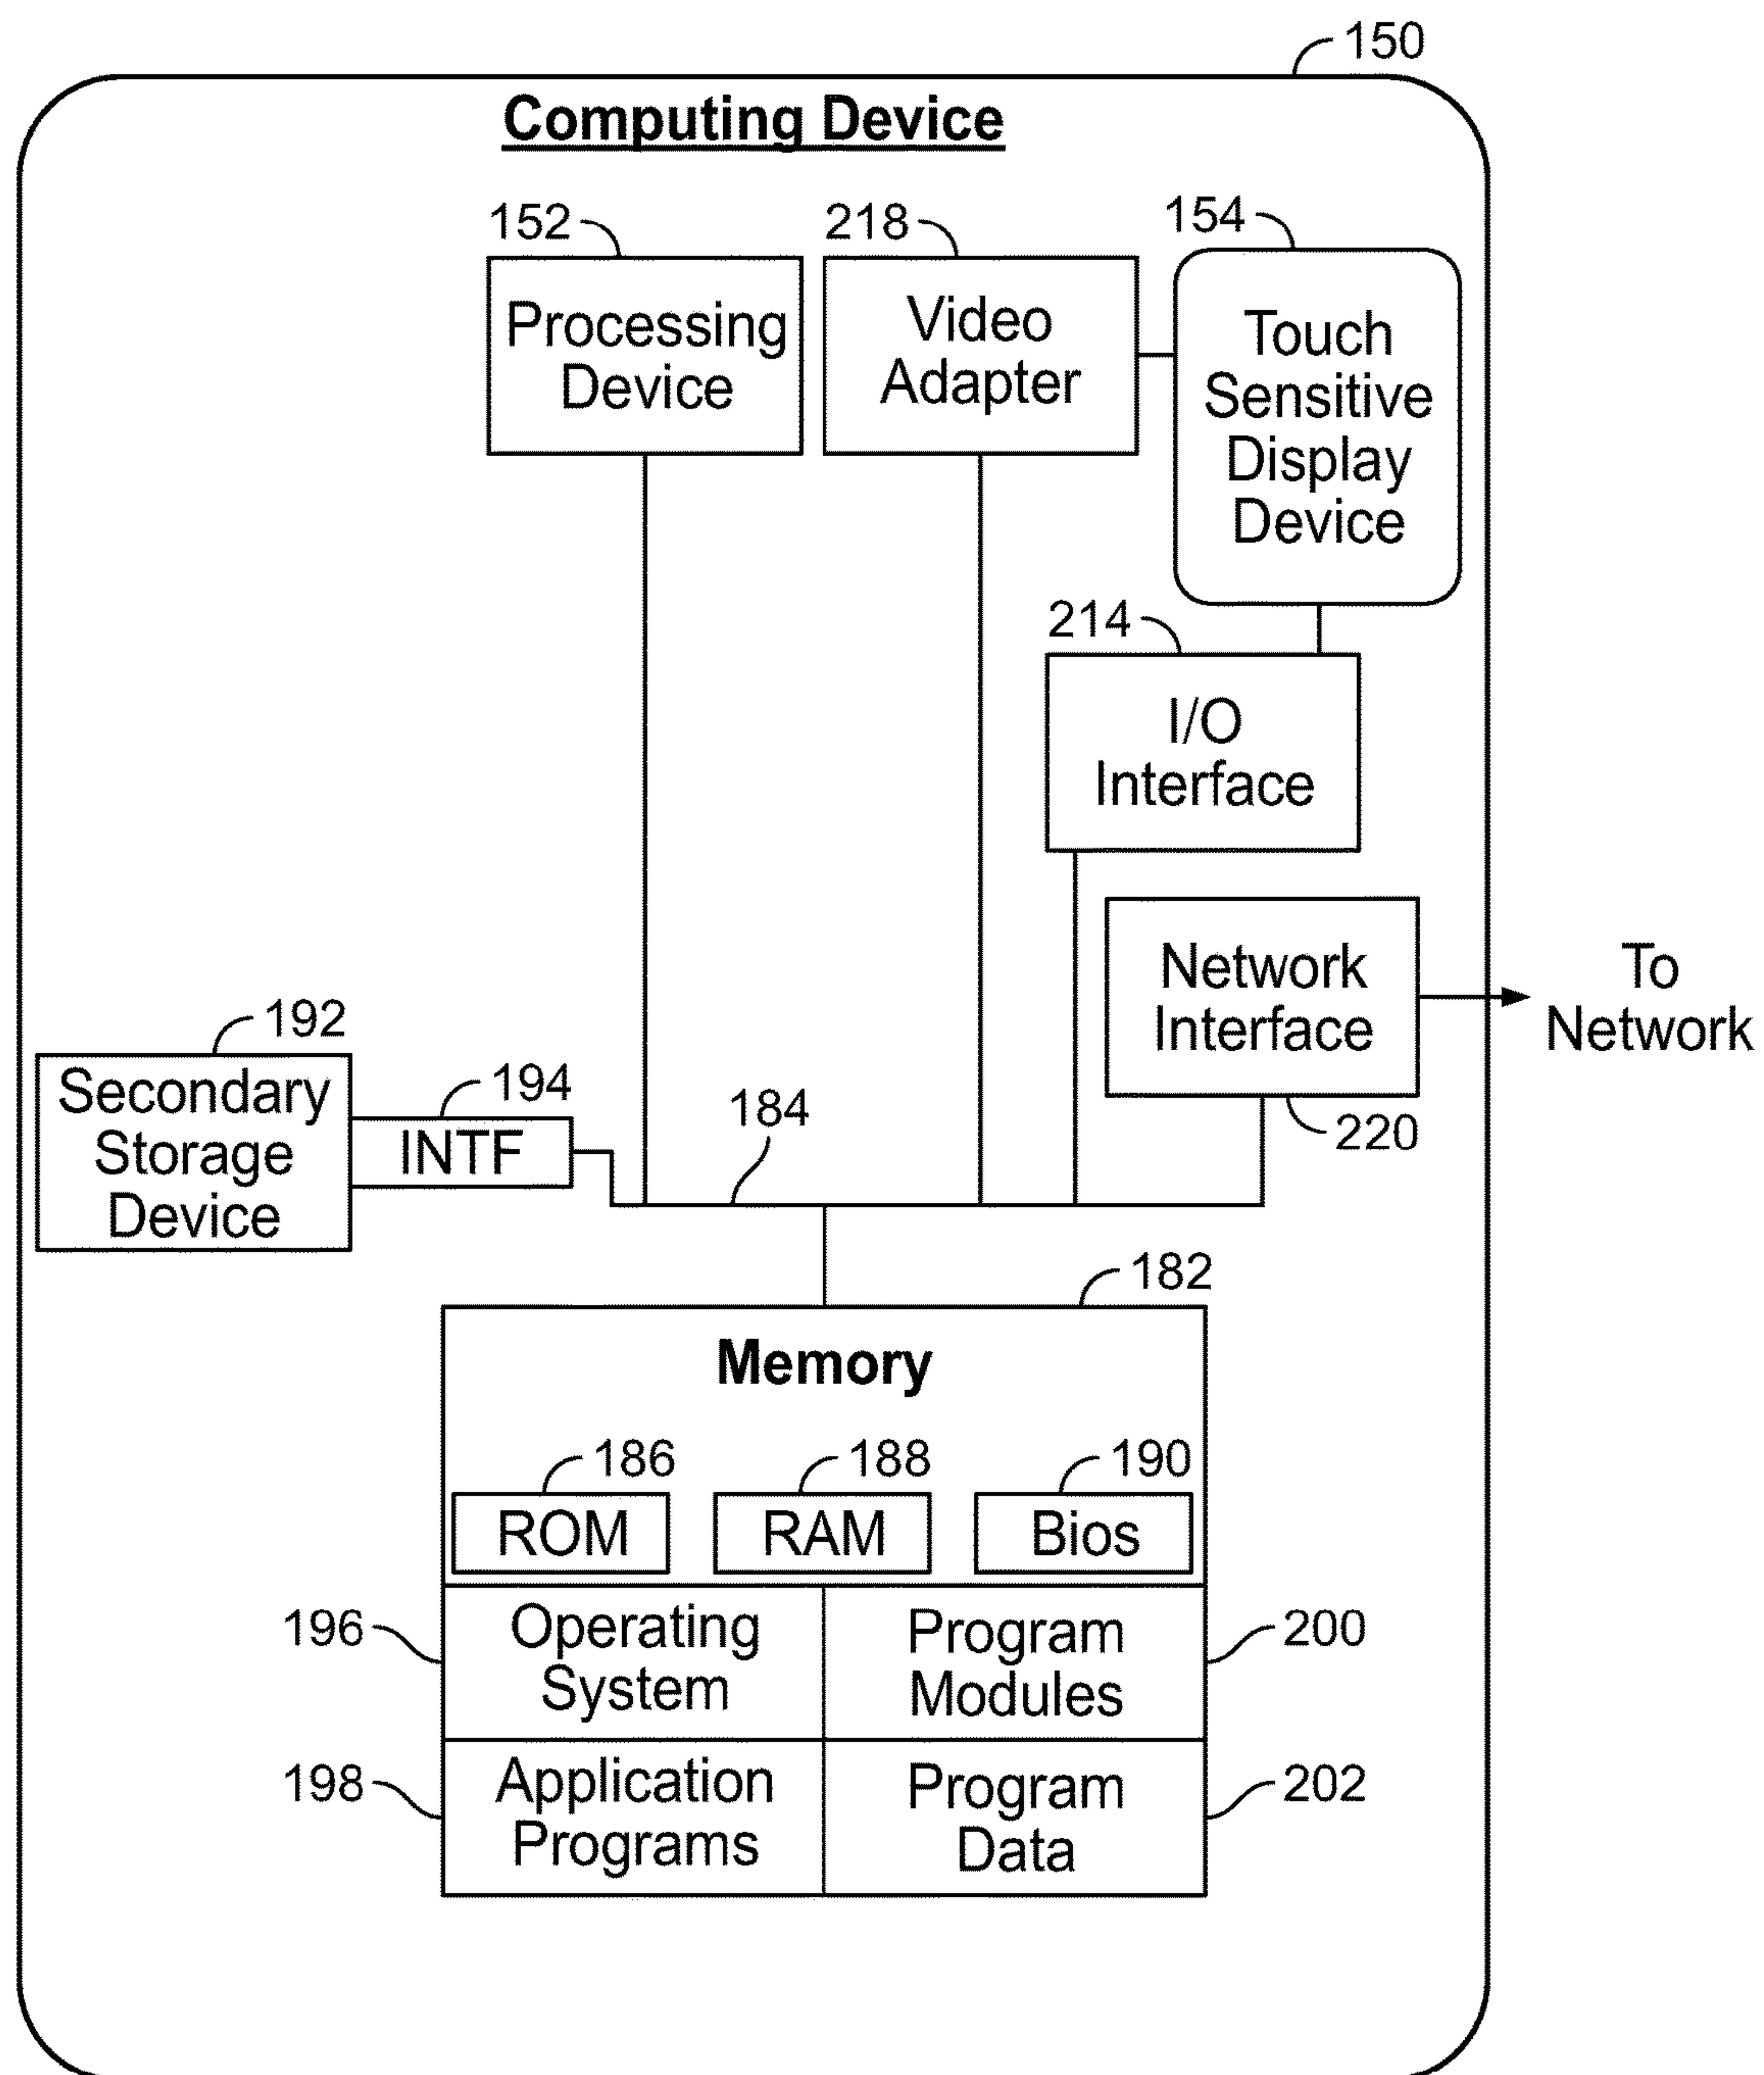 150
Computing Device
152
218
154
Processing
Device
Video
Adapter
Touch
Sensitive
Display
Device
214
I/O
Interface
Network
Interface
To
Network
220
192
Secondary
Storage
Device
194
INTF
184
182
Memory
186
188
190
ROM
RAM
Bios
196
Operating
System
Program
Modules
200
198
Application
Programs
Program
Data
202